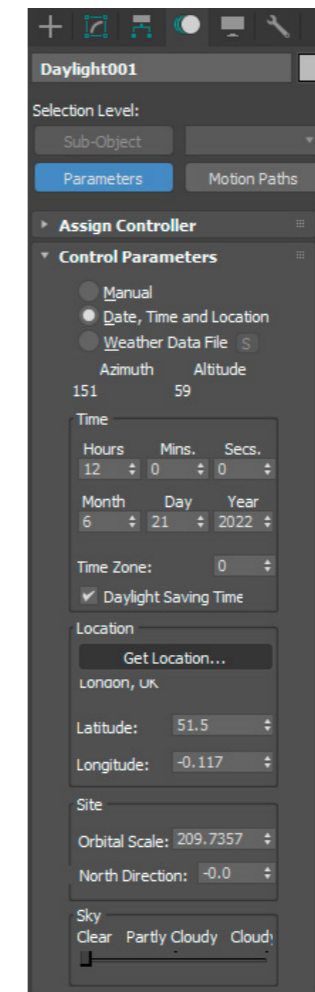 Daylight001
Selection Level:
Sub-Object
Parameters Motion Paths
Assign Controller
Control Parameters
Manual
Date, Time and Location
Weather Data File S
Azimuth Altitude
151 59
Time
Hours Mins. Secs.
12 0 0
Month Day Year
6 21 2022
Time Zone: 0
Daylight Saving Time
Location
Get Location...
London, UK
Latitude: 51.5
Longitude: -0.117
Site
Orbital Scale: 209.7357
North Direction: -0.0
Sky
Clear Partly Cloudy Cloudy